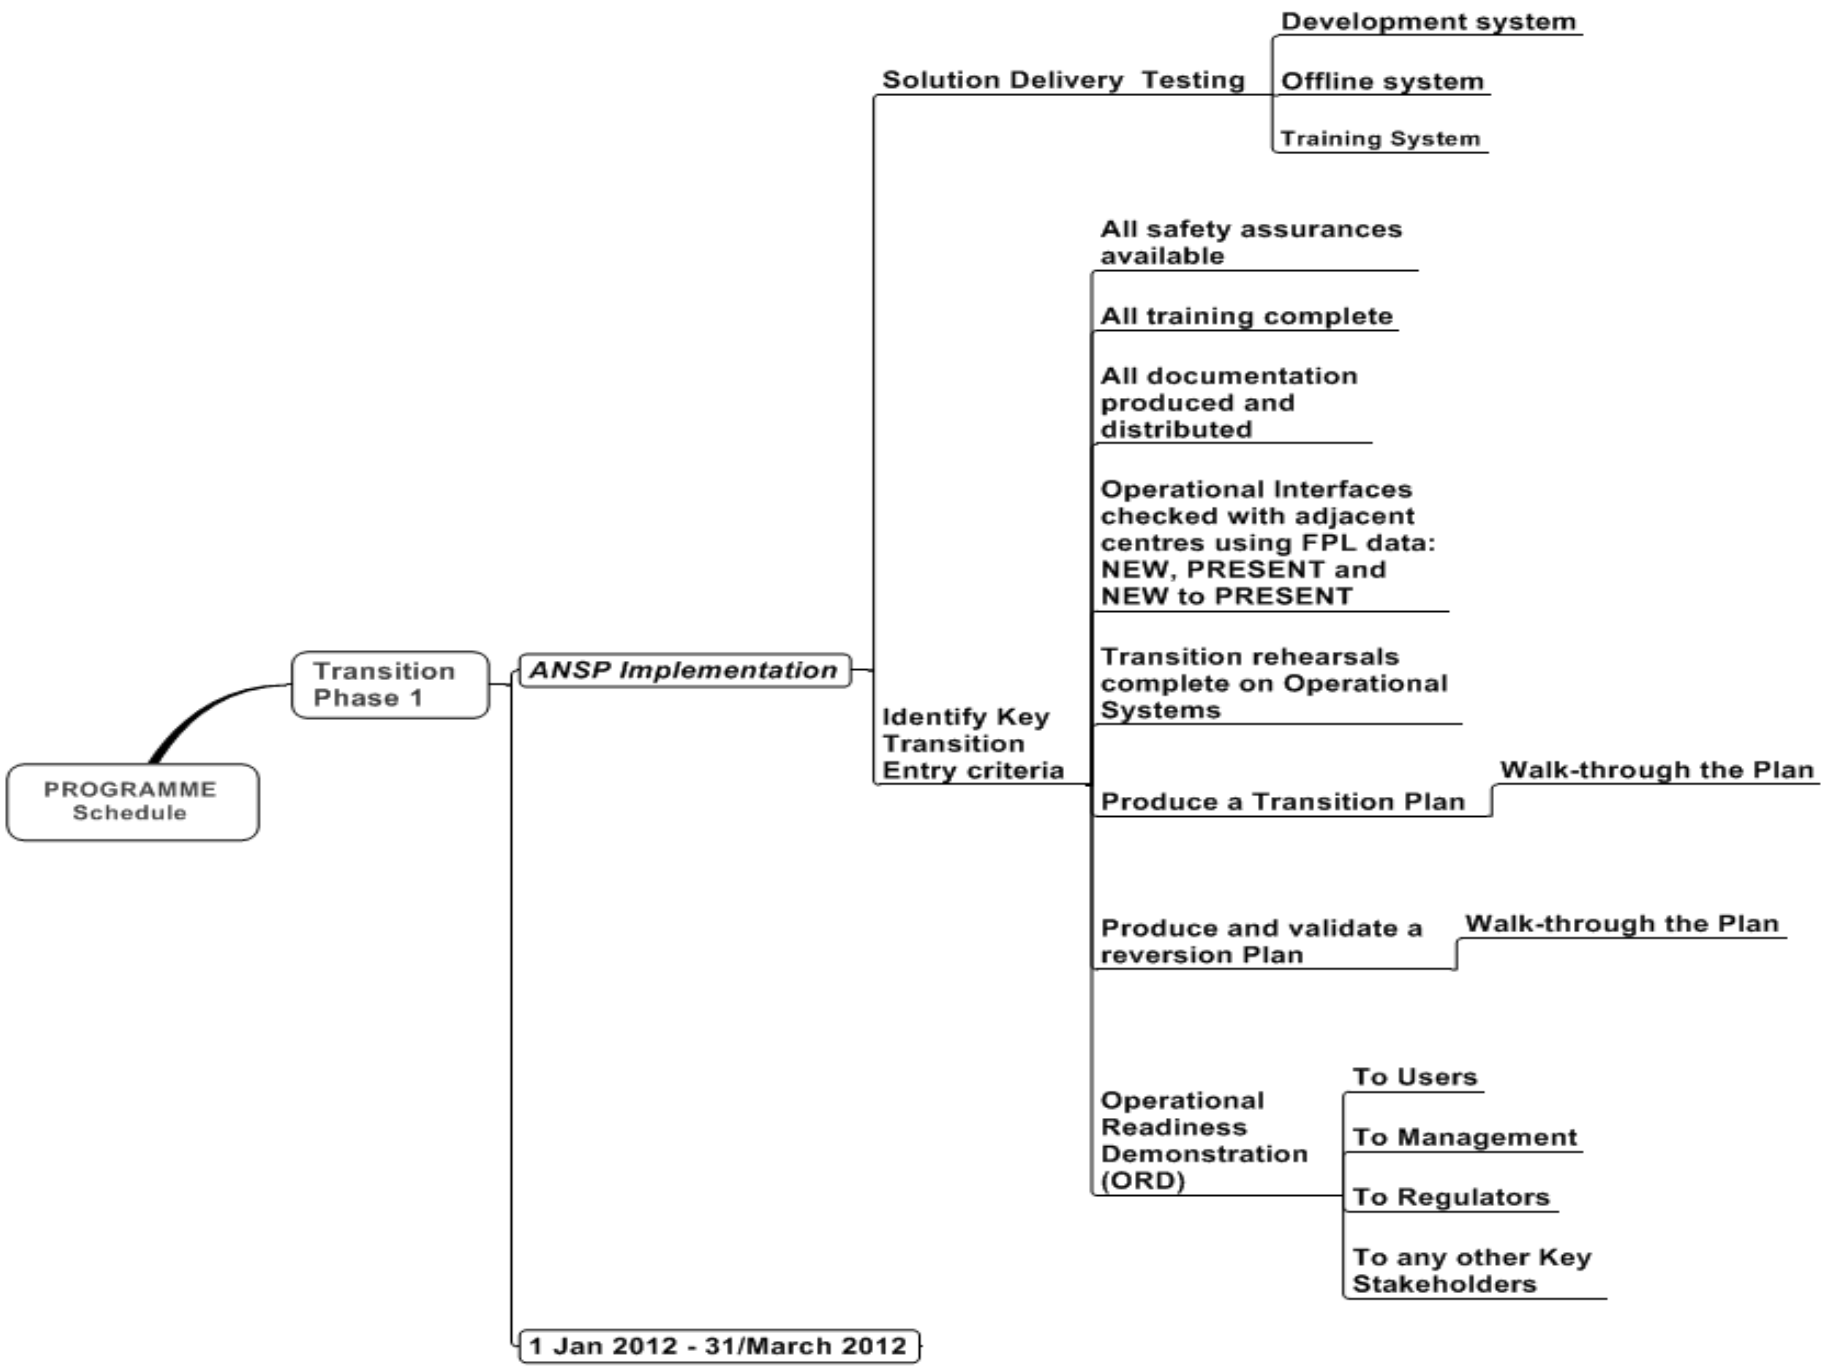 Development system
Solution Delivery  Testing
Offline system
Training System
All safety assurances
available
All training complete
All documentation
produced and
distributed
Operational Interfaces
checked with adjacent
centres using FPL data:
NEW, PRESENT and
NEW to PRESENT
Transition
Phase 1
ANSP Implementation
Transition rehearsals
complete on Operational
Systems
Identify Key
Transition
Entry criteria
PROGRAMME
Schedule
Produce a Transition Plan
Walk-through the Plan
Produce and validate a
reversion Plan
Walk-through the Plan
Operational
Readiness
Demonstration
(ORD)
To Users
To Management
To Regulators
To any other Key
Stakeholders
1 Jan 2012 - 31/March 2012